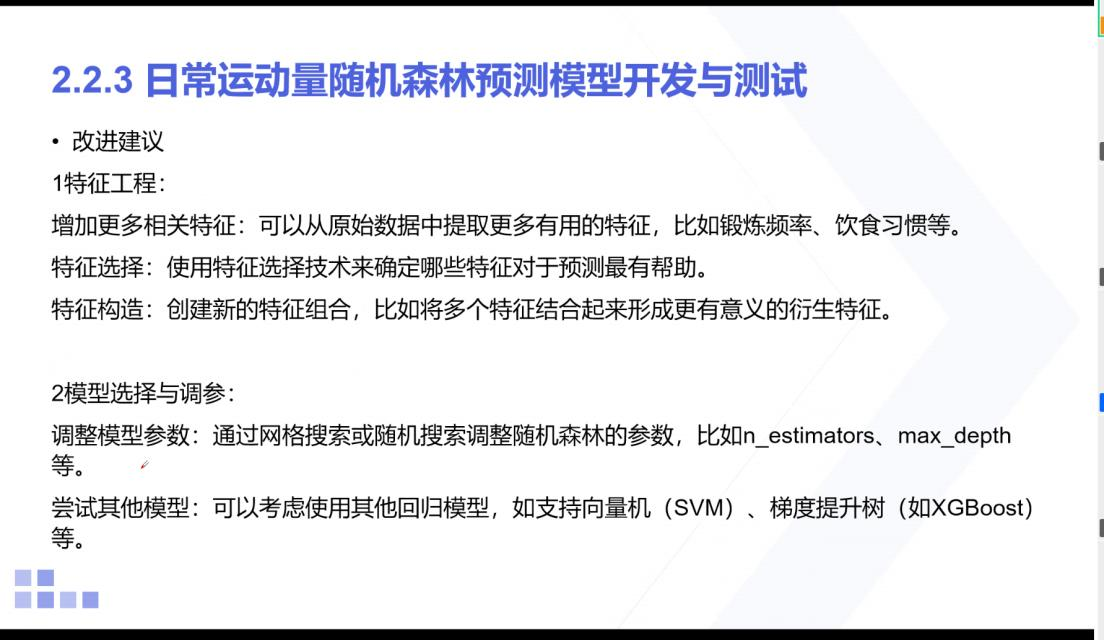 2.2.3 日常运动量随机森林预测模型开发与测试
• 改进建议
1特征工程：
增加更多相关特征：可以从原始数据中提取更多有用的特征，比如锻炼频率、饮食习惯等。
特征选择：使用特征选择技术来确定哪些特征对于预测最有帮助。
特征构造：创建新的特征组合，比如将多个特征结合起来形成更有意义的衍生特征。
2模型选择与调参：
调整模型参数：通过网格搜索或随机搜索调整随机森林的参数，比如n_estimators、max_depth
等。
尝试其他模型：可以考虑使用其他回归模型，如支持向量机（SVM）、梯度提升树（如XGBoost）
等。